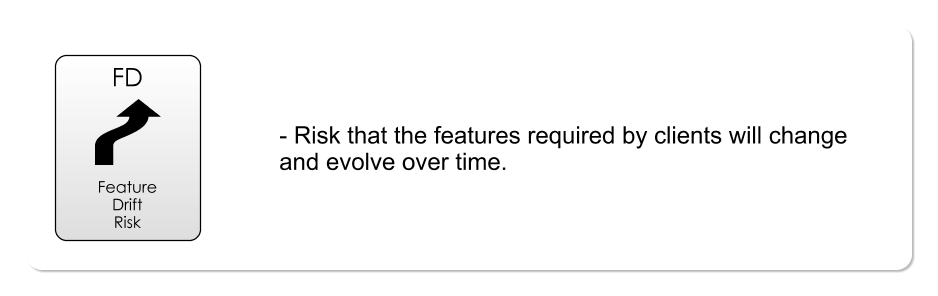 FD
Feature
Drift
Risk
- Risk that the features required by clients will change
and evolve over time.